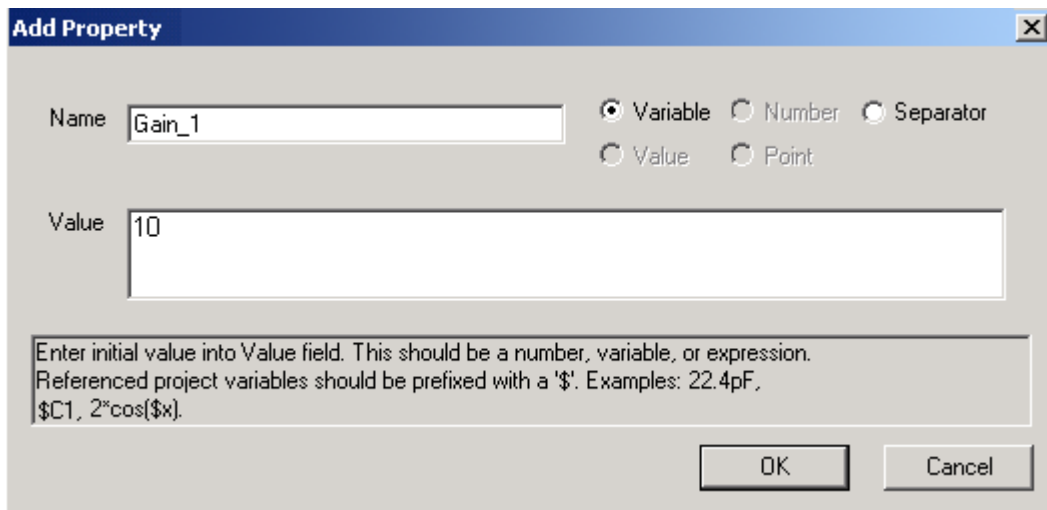 Add Property
Name Gain_1 Variable Number Separator
Value Point
Value 10
Enter initial value into Value field. This should be a number, variable, or expression.
Referenced project variables should be prefixed with a '$'. Examples: 22.4pF,
$C1, 2*cos($x).
OK Cancel